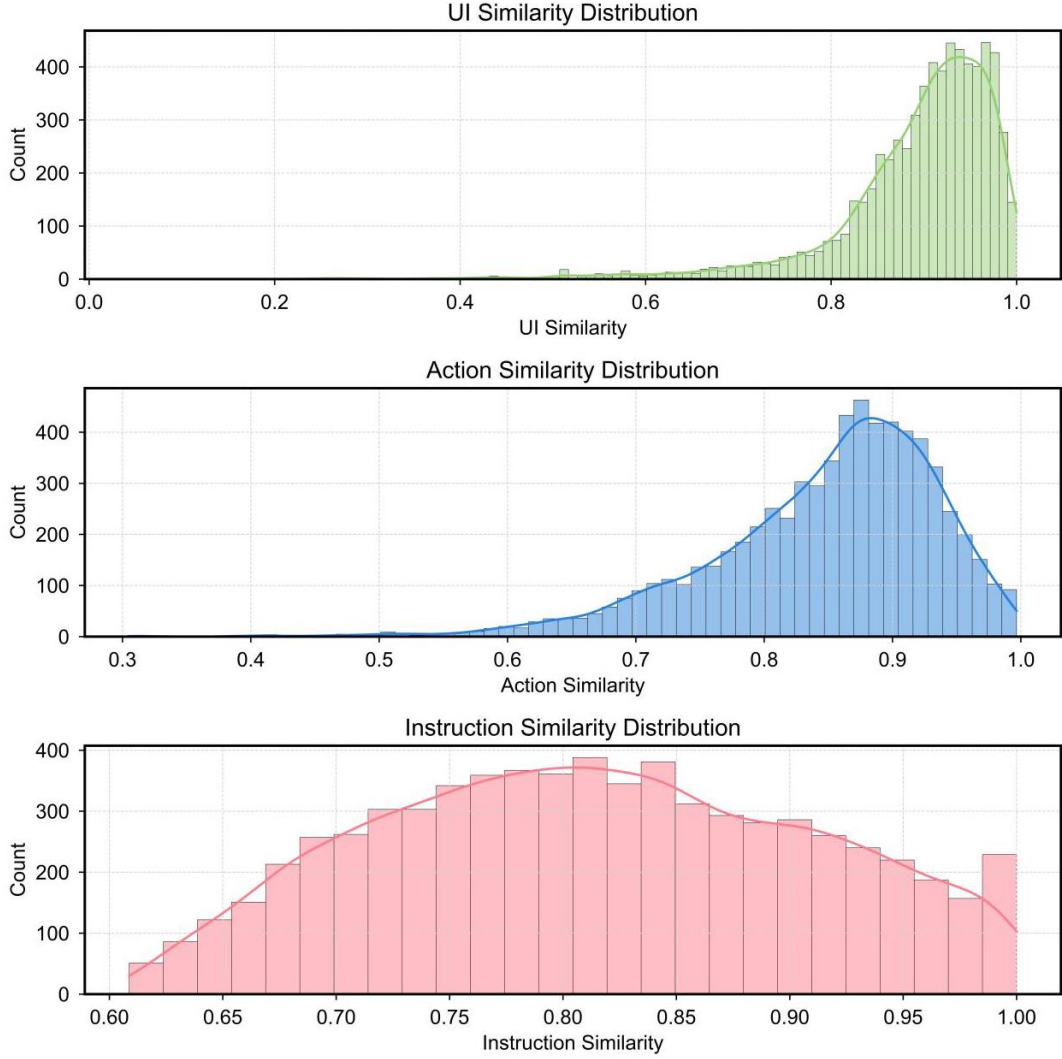 UI Similarity Distribution
400
300
200
100
0
Count
0.0 0.2 0.4 0.6 0.8 1.0
UI Similarity
Action Similarity Distribution
400
300
200
100
0
Count
0.3 0.4 0.5 0.6 0.7 0.8 0.9 1.0
Action Similarity
Instruction Similarity Distribution
400
300
200
100
0
Count
0.60 0.65 0.70 0.75 0.80 0.85 0.90 0.95 1.00
Instruction Similarity